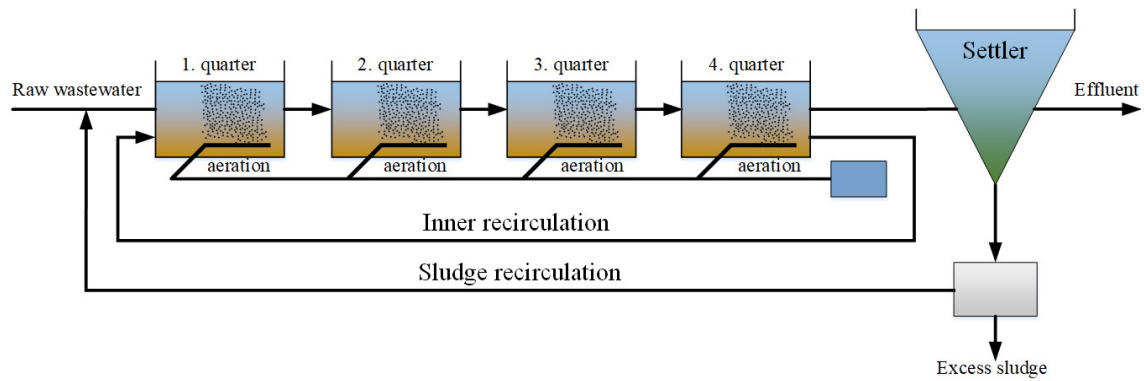 1. quarter
2. quarter
3. quarter
4. quarter
Settler
Raw wastewater
Effluent
aeration
aeration
aeration
aeration
Inner recirculation
Sludge recirculation
Excess sludge